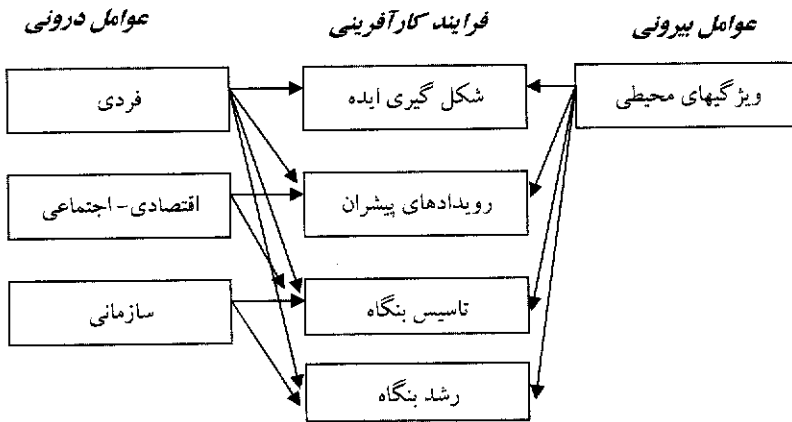 عوامل بیرونی
فرایند کارآفرینی
عوامل درونی
ویژگیهای محیطی
شکل گیری ایده
فردی
رویدادهای پیشران
اقتصادی - اجتماعی
تاسیس بنگاه
سازمانی
رشد بنگاه